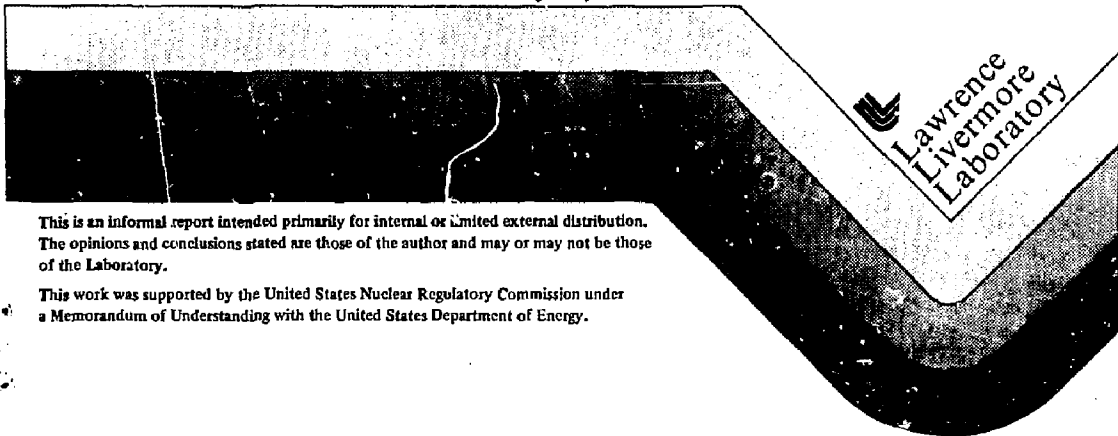 Lawrence
Livermore
Laboratory
This is an informal report intended primarily for internal or limited external distribution.
The opinions and conclusions stated are those of the author and may or may not be those
of the Laboratory.
This work was supported by the United States Nuclear Regulatory Commission under
a Memorandum of Understanding with the United States Department of Energy.